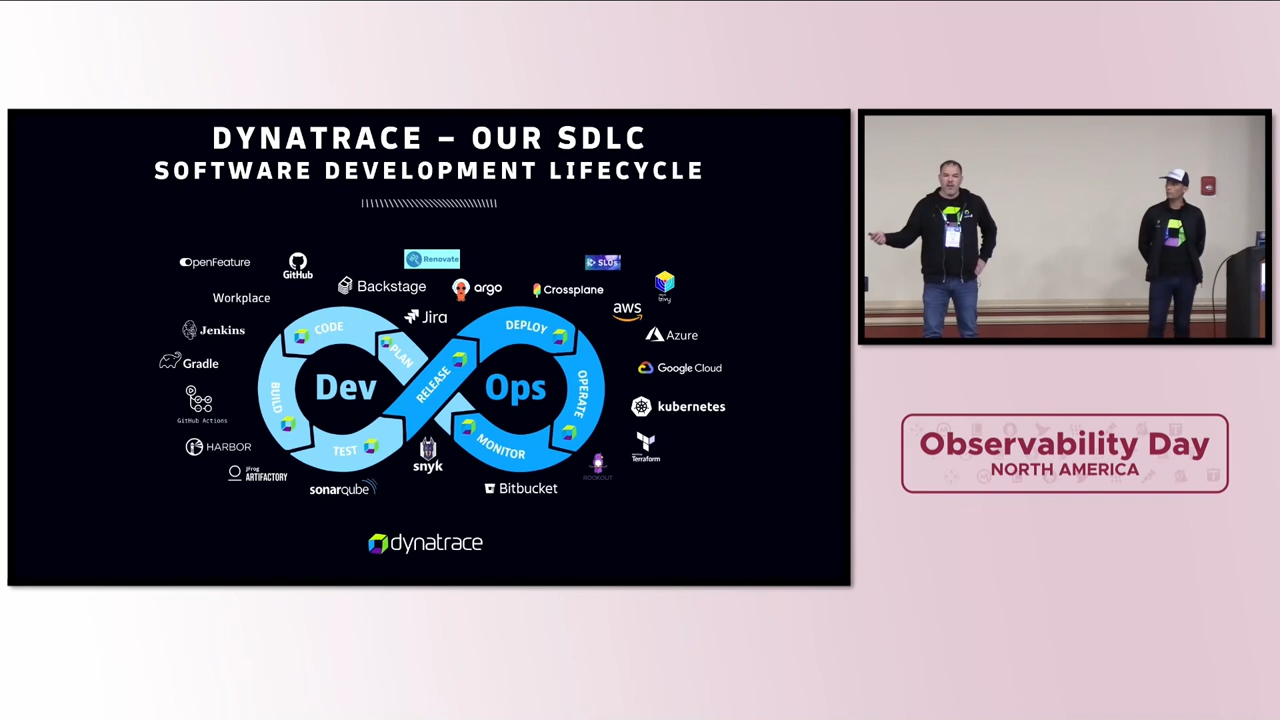 DYNATRACE – OUR SDLC
SOFTWARE DEVELOPMENT LIFECYCLE
OpenFeature
GitHub
Renovate
SLOs
Workplace
Backstage
argo
Crossplane
trivy
aws
Jenkins
Jira
Azure
Gradle
Google Cloud
GitHub Actions
kubernetes
HARBOR
Terraform
JFrog
ARTIFACTORY
snyk
ROOKOUT
sonarqube
Bitbucket
CODE
PLAN
BUILD
TEST
RELEASE
DEPLOY
OPERATE
MONITOR
Dev
Ops
dynatrace
Observability Day
NORTH AMERICA